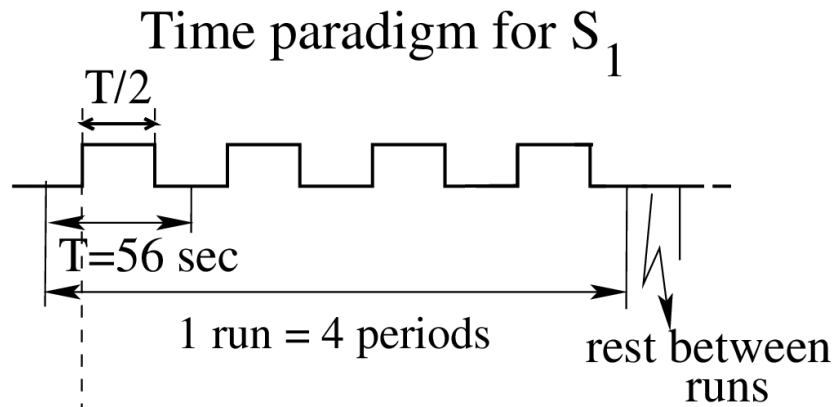 Time paradigm for S1
T/2
T=56 sec
1 run = 4 periods
rest between
runs